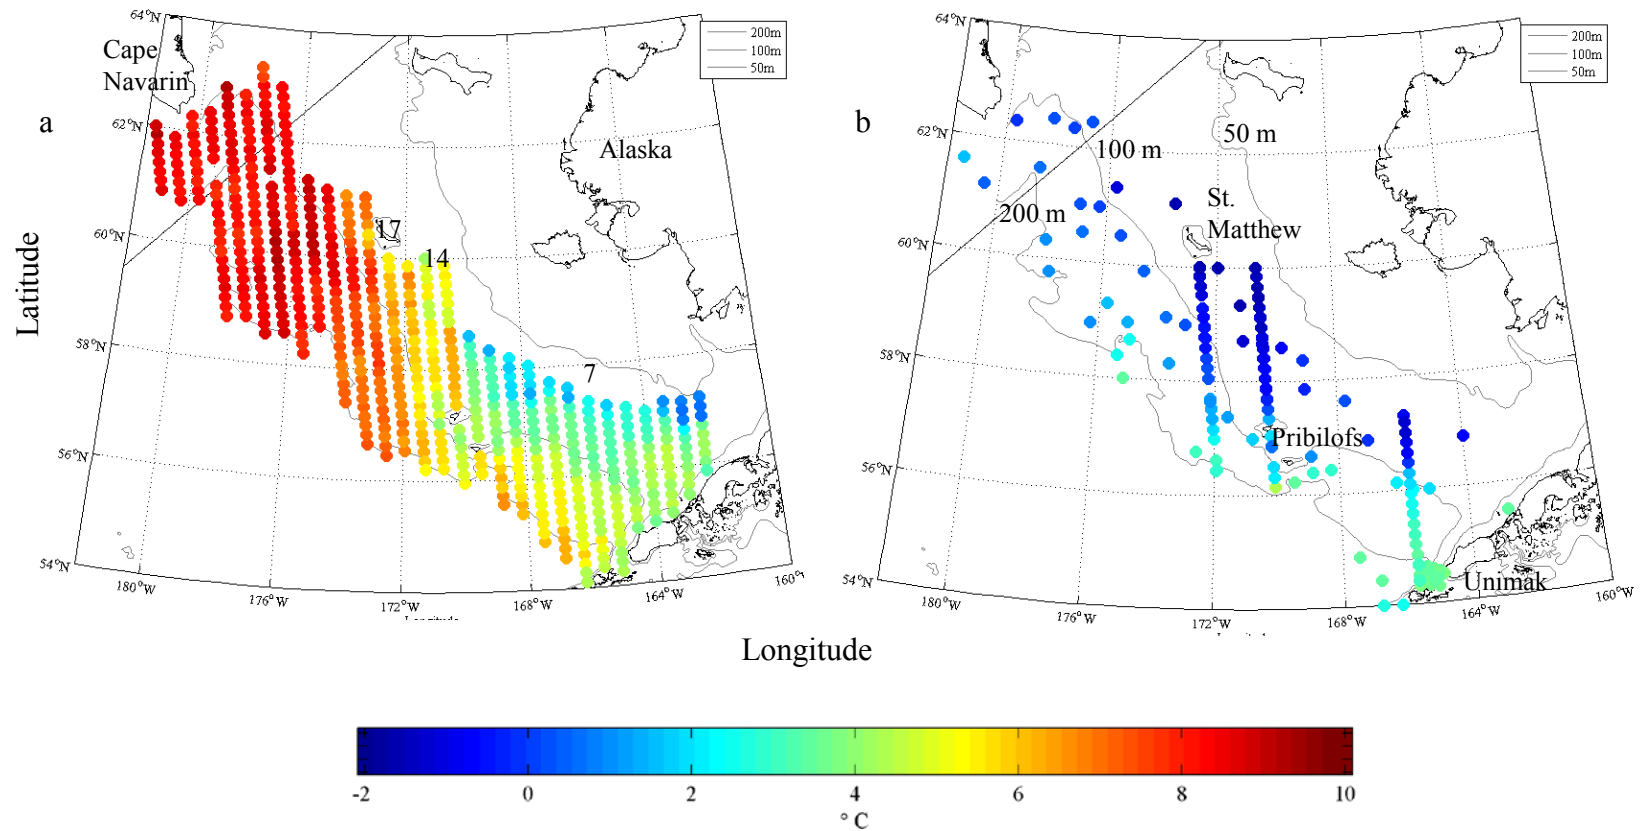 a
64°N
62°N
60°N
58°N
56°N
54°N
180°W
176°W
172°W
168°W
164°W
160°
Cape
Navarin
Alaska
17
14
7
200m
100m
50m
b
64°N
62°N
60°N
58°N
56°N
54°N
180°W
176°W
172°W
168°W
164°W
160°W
100 m
50 m
200 m
St.
Matthew
Pribilofs
Unimak
200m
100m
50m
Latitude
Longitude
-2 0 2 4 6 8 10
° C